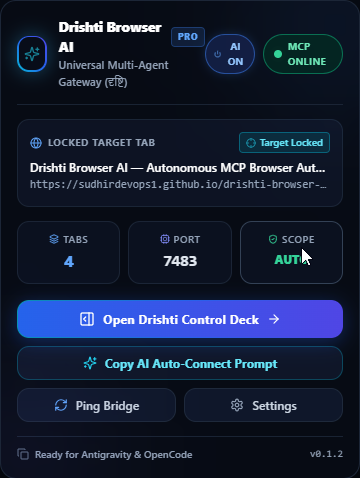 Drishti Browser
AI
PRO
AI
ON
MCP
ONLINE
Universal Multi-Agent
Gateway (दृष्टि)
LOCKED TARGET TAB
Target Locked
Drishti Browser AI — Autonomous MCP Browser Aut...
https://sudhirdevops1.github.io/drishti-browser-…
TABS
4
PORT
7483
SCOPE
AUTO
Open Drishti Control Deck →
Copy AI Auto-Connect Prompt
Ping Bridge
Settings
Ready for Antigravity & OpenCode
v0.1.2